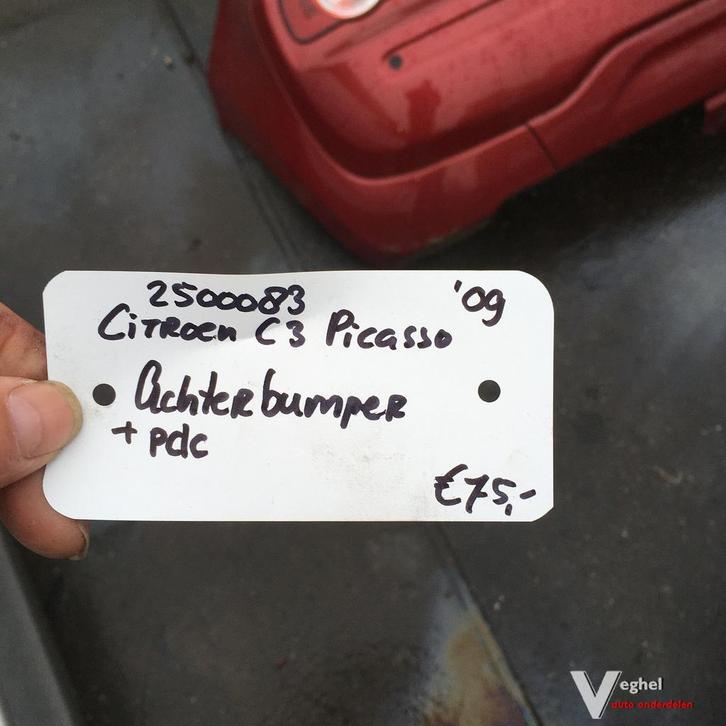 2500083 '09
Citroen C3 Picasso
Achterbumper
+ pdc
€75,-
Veghel
auto onderdelen